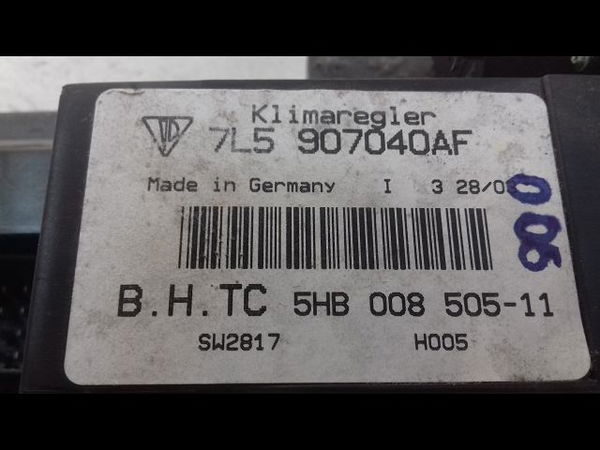 Klimaregler
7L5 907040AF
Made in Germany I 3 28/0
B.H.TC 5HB 008 505-11
SW2817 H005